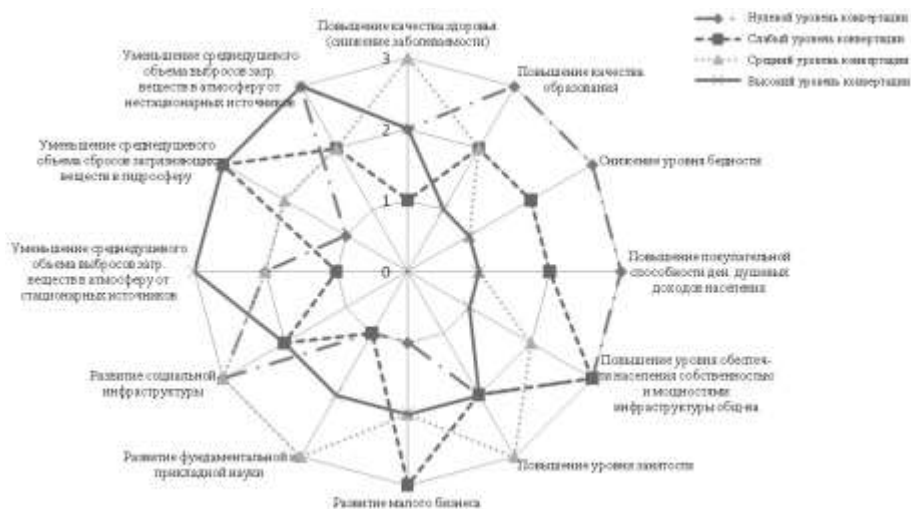 Повышение качества здоровья
(снижение заболеваемости)
Нулевой уровень конвертации
Слабый уровень конвертации
Средний уровень конвертации
Высокий уровень конвертации
Повышение качества
образования
Снижение уровня бедности
Повышение покупательной
способности ден. душевых
доходов населения
Повышение уровня обеспеч-
ти населения собственностью
и мощностями
инфраструктуры общ-ва
Повышение уровня занятости
Развитие малого бизнеса
Развитие фундаментальной и
прикладной науки
Развитие социальной
инфраструктуры
Уменьшение среднедушевого
объема выбросов загр.
веществ в атмосферу от
стационарных источников
Уменьшение среднедушевого
объема сбросов загрязняющих
веществ в гидросферу
Уменьшение среднедушевого
объема выбросов загр.
веществ в атмосферу от
нестационарных источников
3
2
1
0